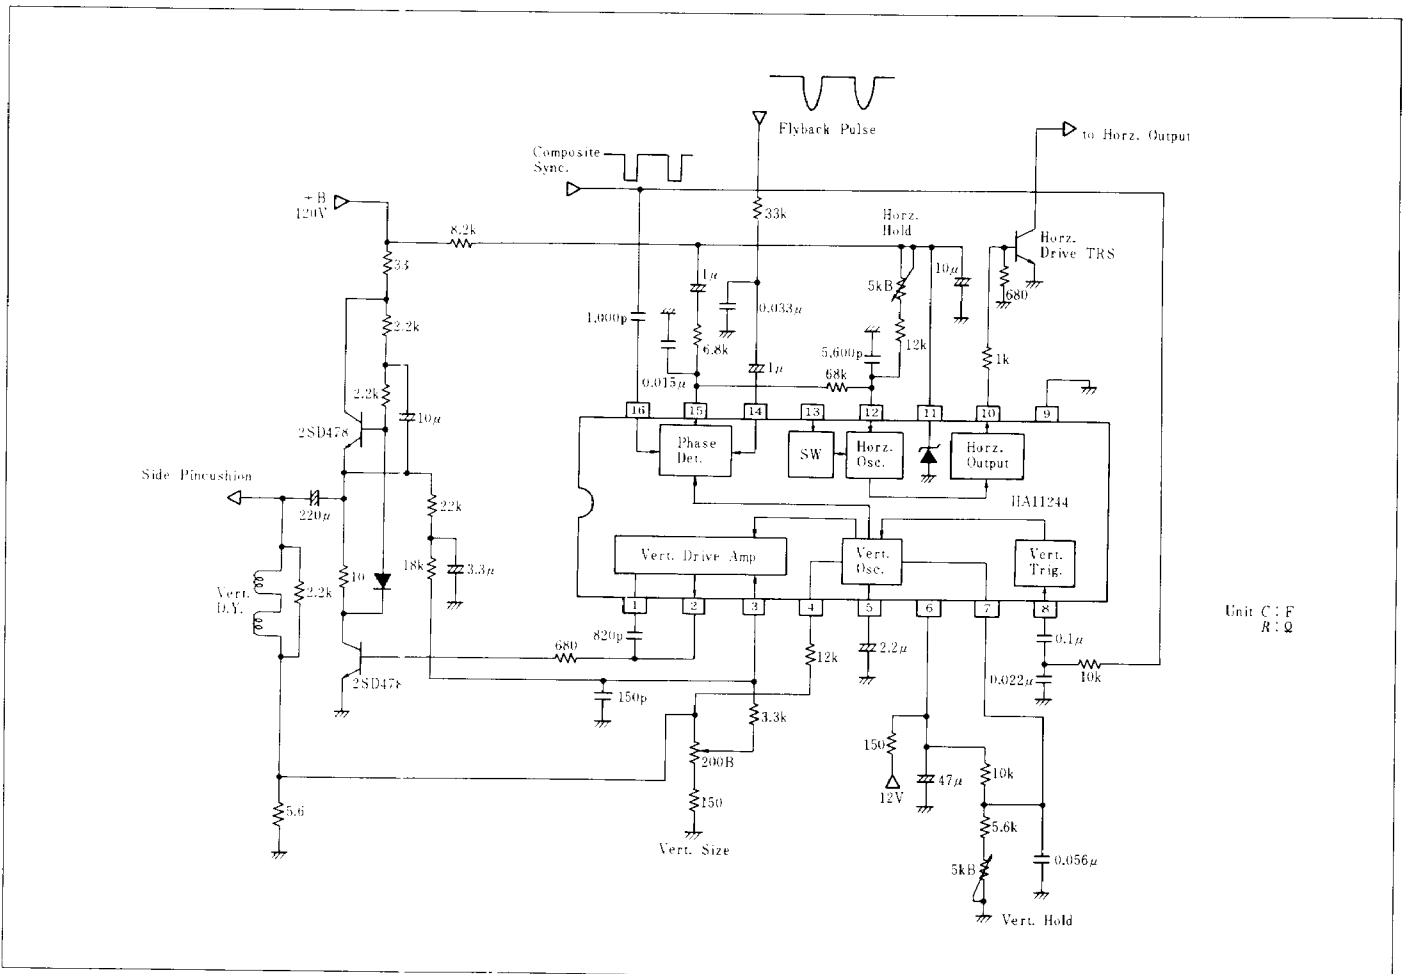 Flyback Pulse
to Horz. Output
Composite
Sync.
+B
120V
33k
Horz.
Hold
8.2k
Horz.
Drive TRS
33
1μ
10μ
5kB
680
0.033μ
2.2k
1,000p
6.8k
12k
5,600p
1k
0.015μ
1μ
68k
2.2k
10μ
16
15
14
13
12
11
10
9
2SD478
Phase
Det.
SW
Horz.
Osc.
Horz.
Output
Side Pincushion
220μ
22k
HA11244
Vert. Drive Amp
Vert.
Osc.
Vert.
Trig.
18k
3.3μ
10
Vert.
D.Y.
2.2k
1
2
3
4
5
6
7
8
Unit C : F
R : Ω
820p
680
12k
2.2μ
0.1μ
2SD478
150p
0.022μ
10k
3.3k
200B
150
10k
12V
47μ
5.6
150
5.6k
Vert. Size
5kB
0.056μ
Vert. Hold